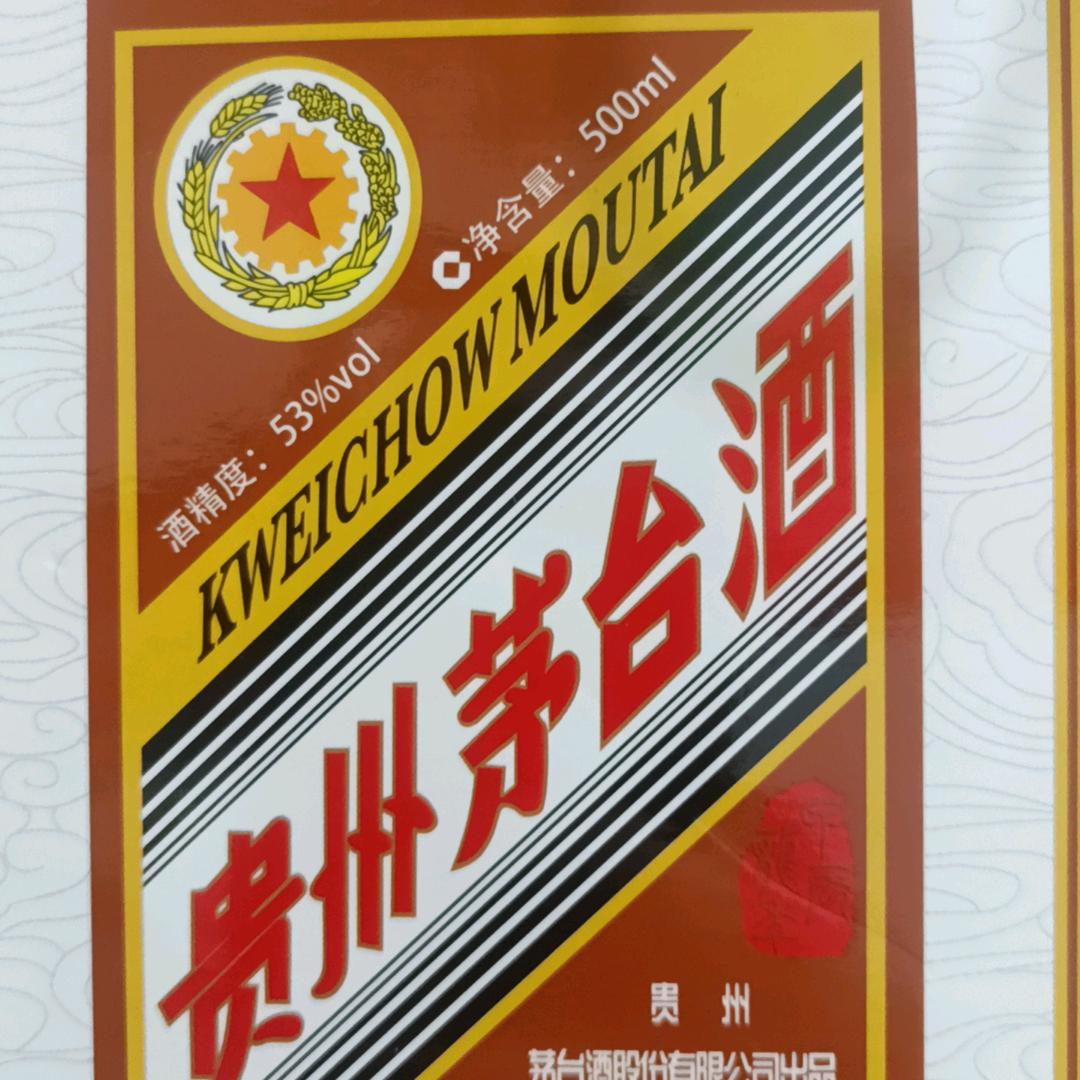 净含量：500ml
酒精度：53%vol
KWEICHOW MOUTAI
贵州茅台酒
贵 州
茅台酒股份有限公司出品